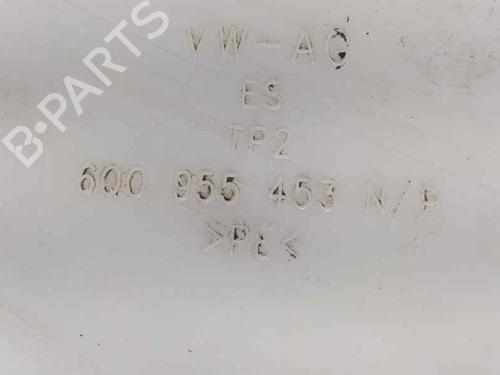 B-PARTS
VW-AG
ES
TP2
6Q0 955 453 N/P
>PE<